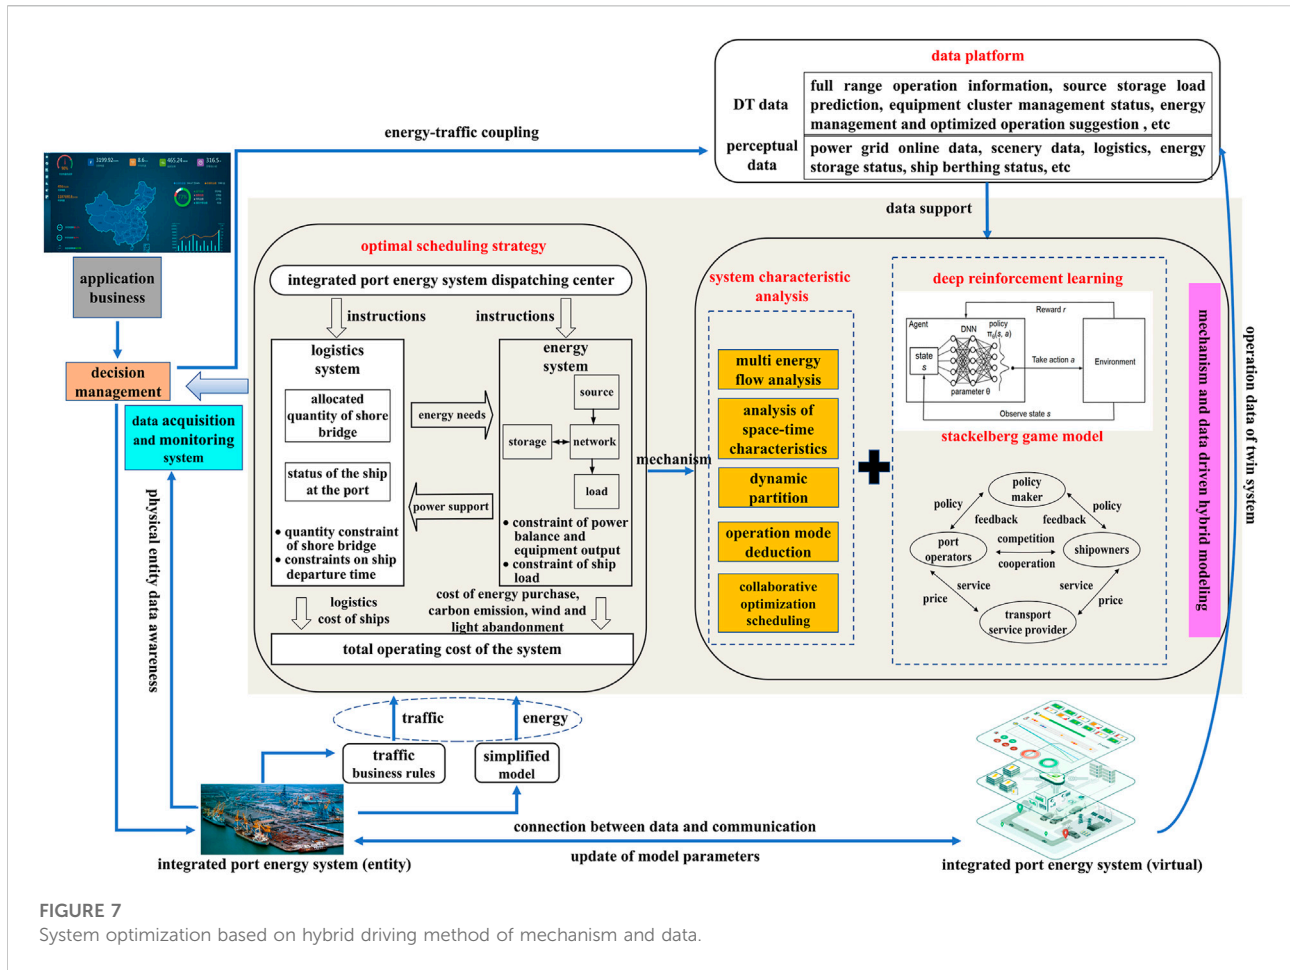 data platform
DT data
full range operation information, source storage load
prediction, equipment cluster management status, energy
management and optimized operation suggestion , etc
perceptual
data
power grid online data, scenery data, logistics, energy
storage status, ship berthing status, etc
energy-traffic coupling
3199.92
8.6
465.24
316.5
data support
application
business
decision
management
data acquisition
and monitoring
system
physical entity data awareness
optimal scheduling strategy
integrated port energy system dispatching center
instructions
instructions
logistics
system
allocated
quantity of shore
bridge
status of the ship
at the port
• quantity constraint
of shore bridge
• constraints on ship
departure time
energy needs
power support
energy
system
source
storage
network
load
• constraint of power
balance and
equipment output
• constraint of ship
load
logistics
cost of ships
cost of energy purchase,
carbon emission, wind and
light abandonment
total operating cost of the system
mechanism
system characteristic
analysis
multi energy
flow analysis
analysis of
space-time
characteristics
dynamic
partition
operation mode
deduction
collaborative
optimization
scheduling
deep reinforcement learning
Reward r
Agent
DNN
policy
πθ(s, a)
state
s
Take action a
Environment
parameter θ
Observe state s
stackelberg game model
policy
maker
policy
policy
feedback
feedback
port
operators
competition
cooperation
shipowners
service
service
price
price
transport
service provider
mechanism and data driven hybrid modeling
operation data of twin system
traffic
energy
traffic
business rules
simplified
model
connection between data and communication
update of model parameters
integrated port energy system (entity)
integrated port energy system (virtual)
FIGURE 7
System optimization based on hybrid driving method of mechanism and data.